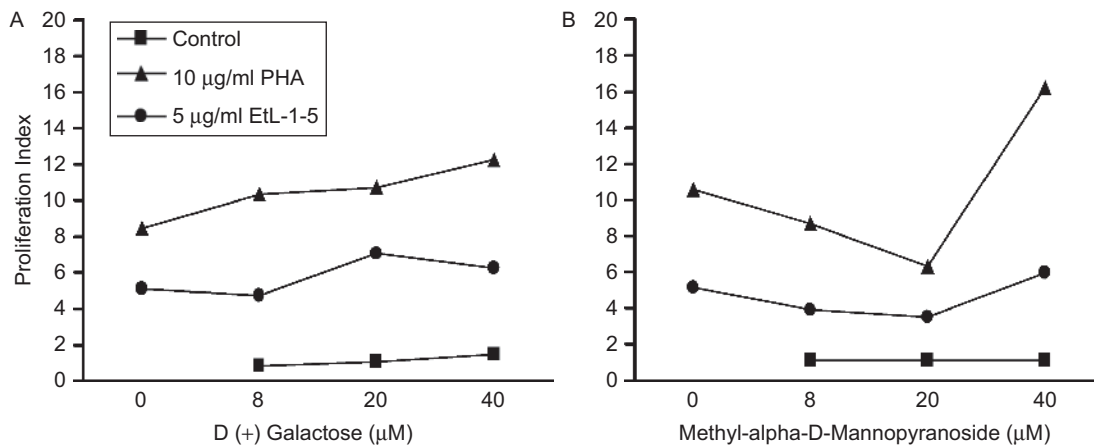 A
20
18
16
14
12
10
8
6
4
2
0
Proliferation Index
Control
10 μg/ml PHA
5 μg/ml EtL-1-5
0 8 20 40
D (+) Galactose (μM)
B
20
18
16
14
12
10
8
6
4
2
0
0 8 20 40
Methyl-alpha-D-Mannopyranoside (μM)